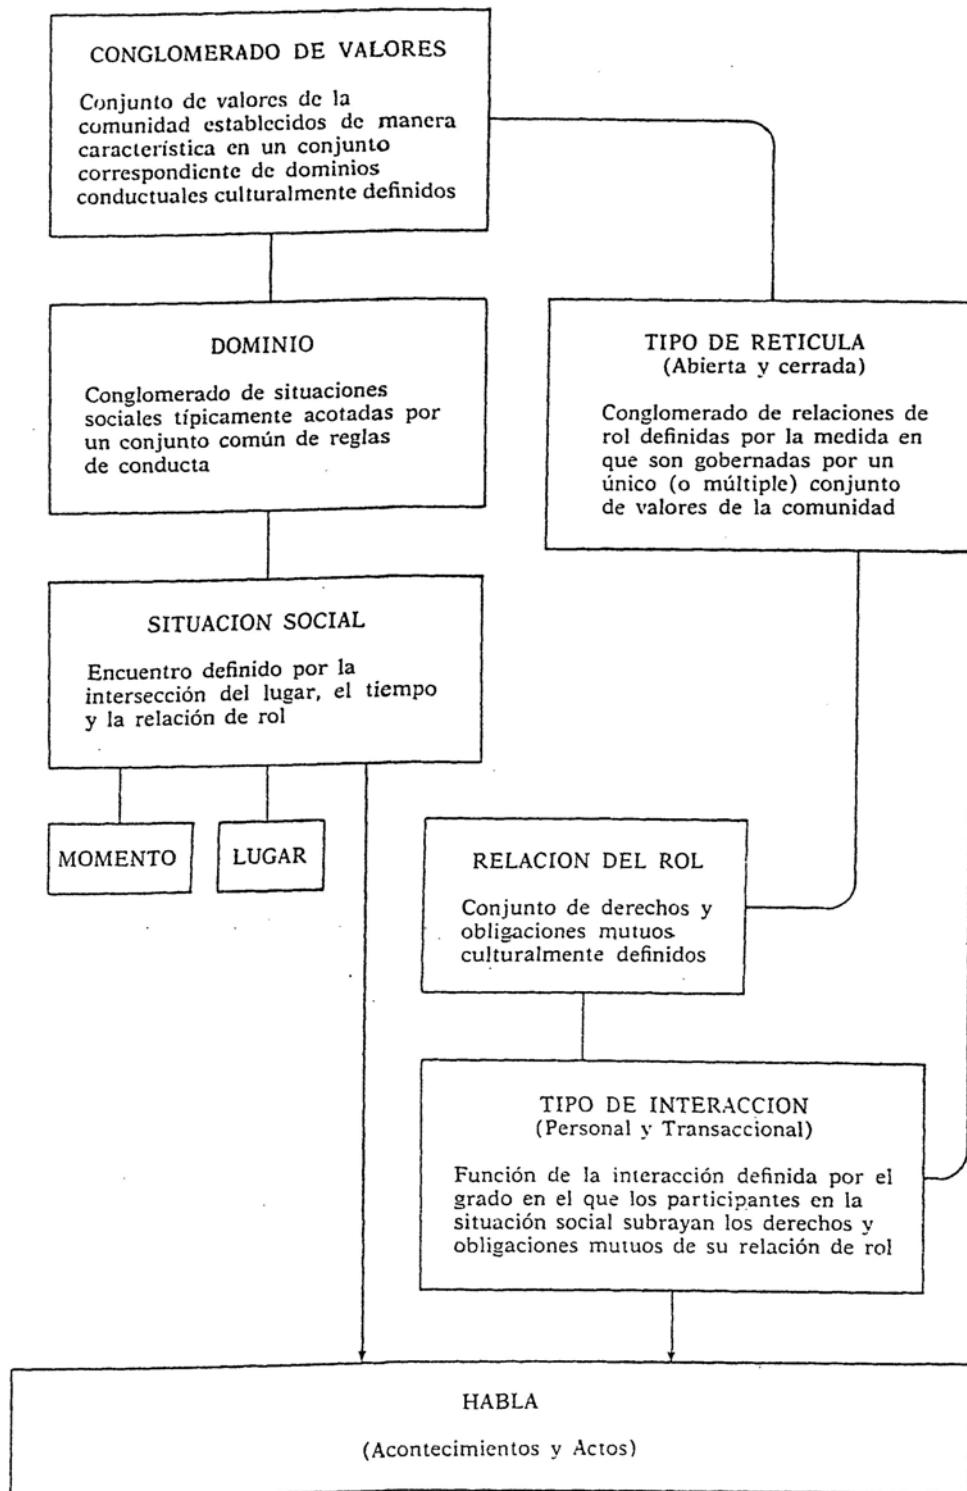 CONGLOMERADO DE VALORES
Conjunto de valores de la
comunidad establecidos de manera
característica en un conjunto
correspondiente de dominios
conductuales culturalmente definidos
DOMINIO
Conglomerado de situaciones
sociales típicamente acotadas por
un conjunto común de reglas
de conducta
TIPO DE RETICULA
(Abierta y cerrada)
Conglomerado de relaciones de
rol definidas por la medida en
que son gobernadas por un
único (o múltiple) conjunto
de valores de la comunidad
SITUACION SOCIAL
Encuentro definido por la
intersección del lugar, el tiempo
y la relación de rol
MOMENTO
LUGAR
RELACION DEL ROL
Conjunto de derechos y
obligaciones mutuos
culturalmente definidos
TIPO DE INTERACCION
(Personal y Transaccional)
Función de la interacción definida por el
grado en el que los participantes en la
situación social subrayan los derechos y
obligaciones mutuos de su relación de rol
HABLA
(Acontecimientos y Actos)